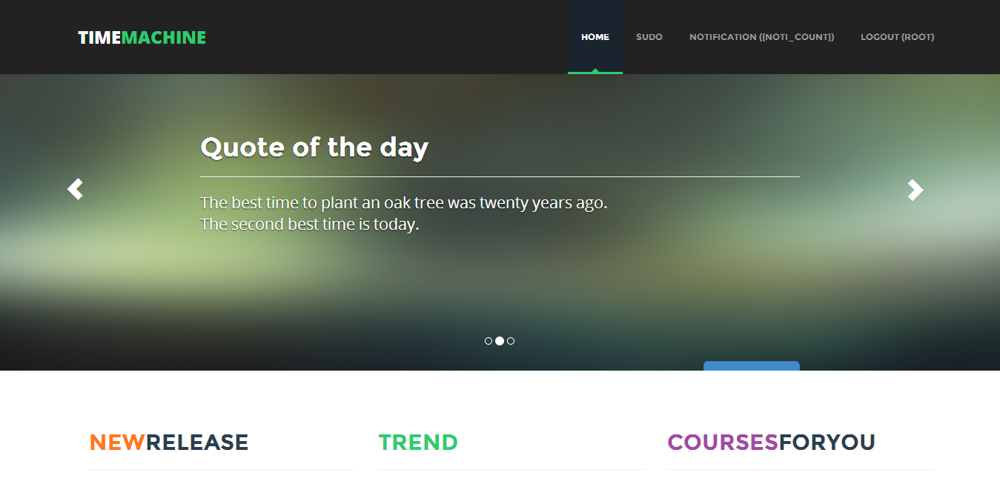 TIMEMACHINE
HOME SUDO NOTIFICATION ({NOTI_COUNT}) LOGOUT (ROOT)
Quote of the day
The best time to plant an oak tree was twenty years ago.
The second best time is today.
NEWRELEASE
TREND
COURSESFORYOU